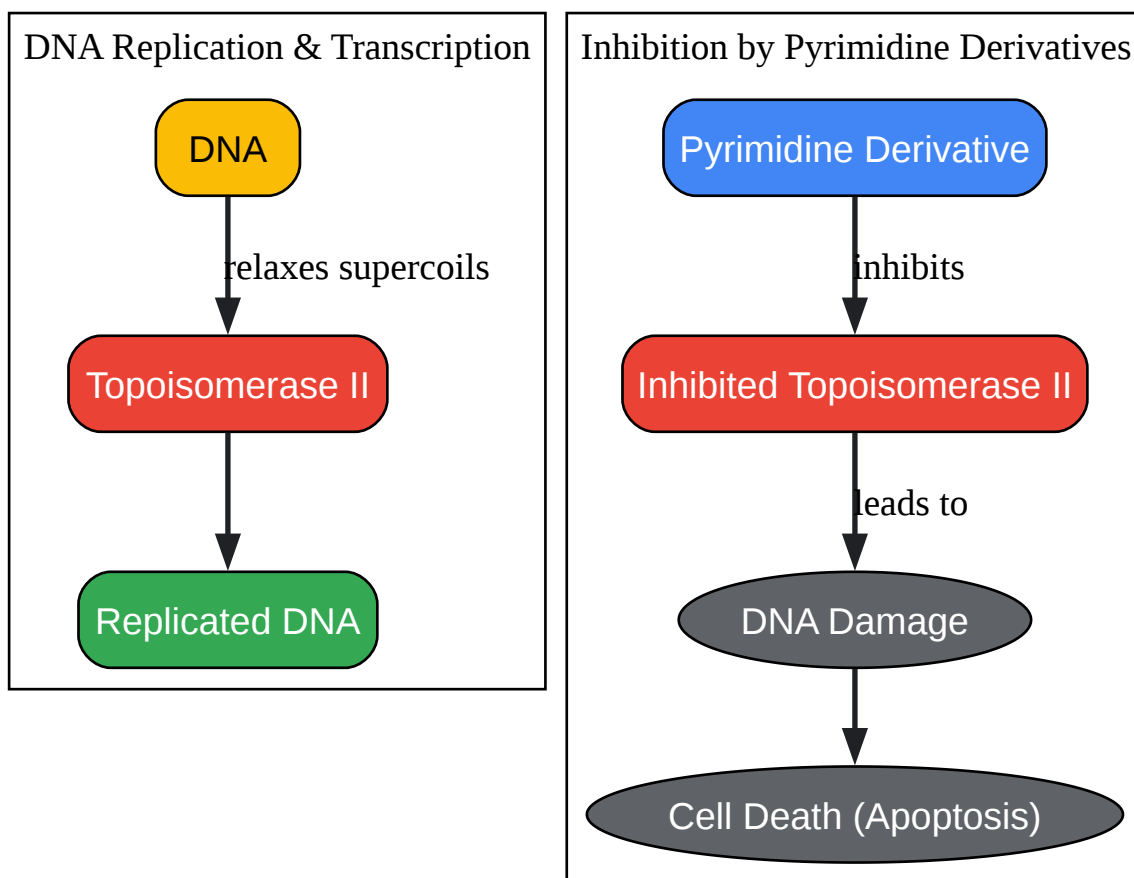 DNA Replication & Transcription
DNA
relaxes supercoils
Topoisomerase II
Replicated DNA
Inhibition by Pyrimidine Derivatives
Pyrimidine Derivative
inhibits
Inhibited Topoisomerase II
leads to
DNA Damage
Cell Death (Apoptosis)